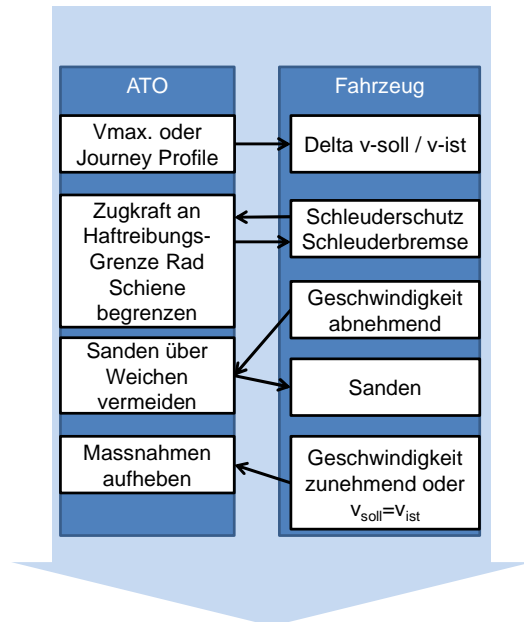 ATO
Vmax. oder
Journey Profile
Zugkraft an
Haftreibungs-
Grenze Rad
Schiene
begrenzen
Sanden über
Weichen
vermeiden
Massnahmen
aufheben
Fahrzeug
Delta v-soll / v-ist
Schleuderschutz
Schleuderbremse
Geschwindigkeit
abnehmend
Sanden
Geschwindigkeit
zunehmend oder
vsoll=vist